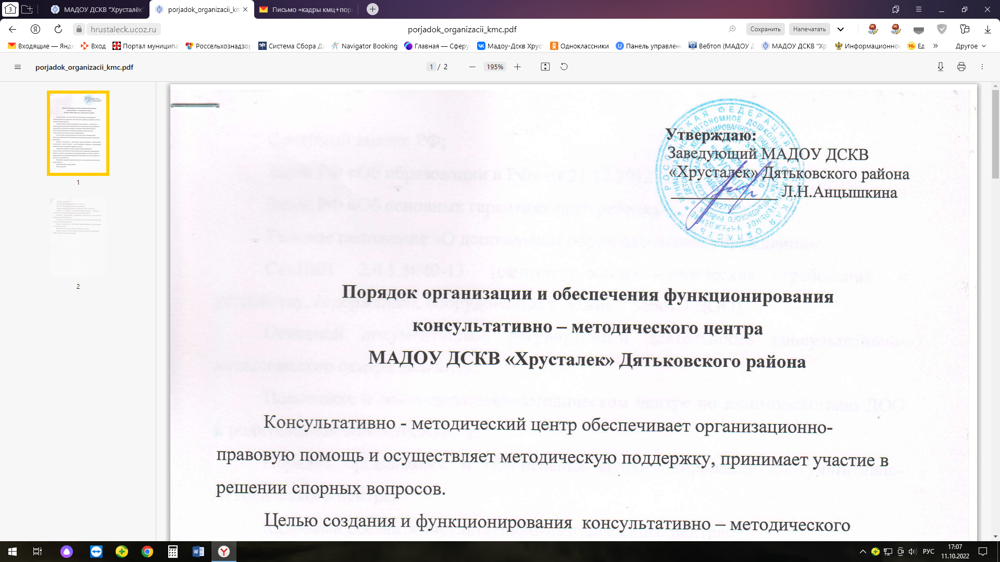 3
МАДОУ ДСКВ "Хрусталёк"
porjadok_organizacii_km
Письмо «кадры кмц+пор
hrustaleck.ucoz.ru
porjadok_organizacii_kmc.pdf
Сохранить
Напечатать
Входящие — Янд
Вход
Портал муниципа
Россельхознадзор
Система Сбора Да
Navigator Booking
Главная — Сферу
Мадоу-Дскв Хруст
Одноклассники
Панель управлен
Вебтоп (МАДОУ Д
МАДОУ ДСКВ "Хр
Информационно
Ед
Другое
porjadok_organizacii_kmc.pdf
1 / 2
195%
1
2
Утверждаю:
Заведующий МАДОУ ДСКВ
«Хрусталек» Дятьковского района
Л.Н.Анцышкина
Порядок организации и обеспечения функционирования
консультативно – методического центра
МАДОУ ДСКВ «Хрусталек» Дятьковского района
Консультативно - методический центр обеспечивает организационно-
правовую помощь и осуществляет методическую поддержку, принимает участие в
решении спорных вопросов.
Целью создания и функционирования консультативно – методического
РУС
17:07
11.10.2022